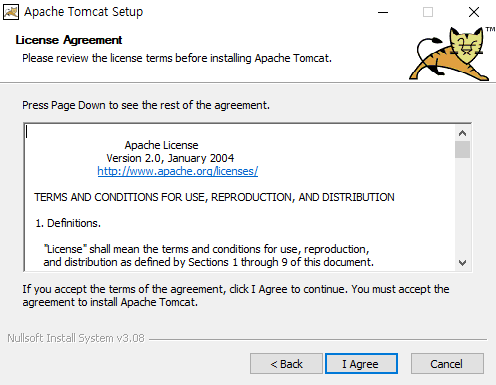 Apache Tomcat Setup
License Agreement
Please review the license terms before installing Apache Tomcat.
TM
Press Page Down to see the rest of the agreement.
Apache License
Version 2.0, January 2004
http://www.apache.org/licenses/
TERMS AND CONDITIONS FOR USE, REPRODUCTION, AND DISTRIBUTION
1. Definitions.
"License" shall mean the terms and conditions for use, reproduction,
and distribution as defined by Sections 1 through 9 of this document.
If you accept the terms of the agreement, click I Agree to continue. You must accept the
agreement to install Apache Tomcat.
Nullsoft Install System v3.08
< Back I Agree Cancel